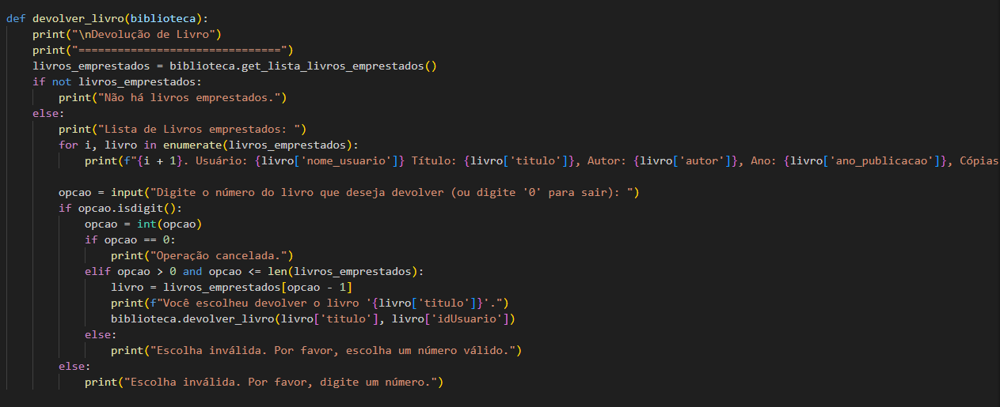 def devolver_livro(biblioteca):
    print("\nDevolução de Livro")
    print("===============================")
    livros_emprestados = biblioteca.get_lista_livros_emprestados()
    if not livros_emprestados:
        print("Não há livros emprestados.")
    else:
        print("Lista de Livros emprestados: ")
        for i, livro in enumerate(livros_emprestados):
            print(f"{i + 1}. Usuário: {livro['nome_usuario']} Título: {livro['titulo']}, Autor: {livro['autor']}, Ano: {livro['ano_publicacao']}, Cópias
        opcao = input("Digite o número do livro que deseja devolver (ou digite '0' para sair): ")
        if opcao.isdigit():
            opcao = int(opcao)
            if opcao == 0:
                print("Operação cancelada.")
            elif opcao > 0 and opcao <= len(livros_emprestados):
                livro = livros_emprestados[opcao - 1]
                print(f"Você escolheu devolver o livro '{livro['titulo']}'.")
                biblioteca.devolver_livro(livro['titulo'], livro['idUsuario'])
            else:
                print("Escolha inválida. Por favor, escolha um número válido.")
        else:
            print("Escolha inválida. Por favor, digite um número.")